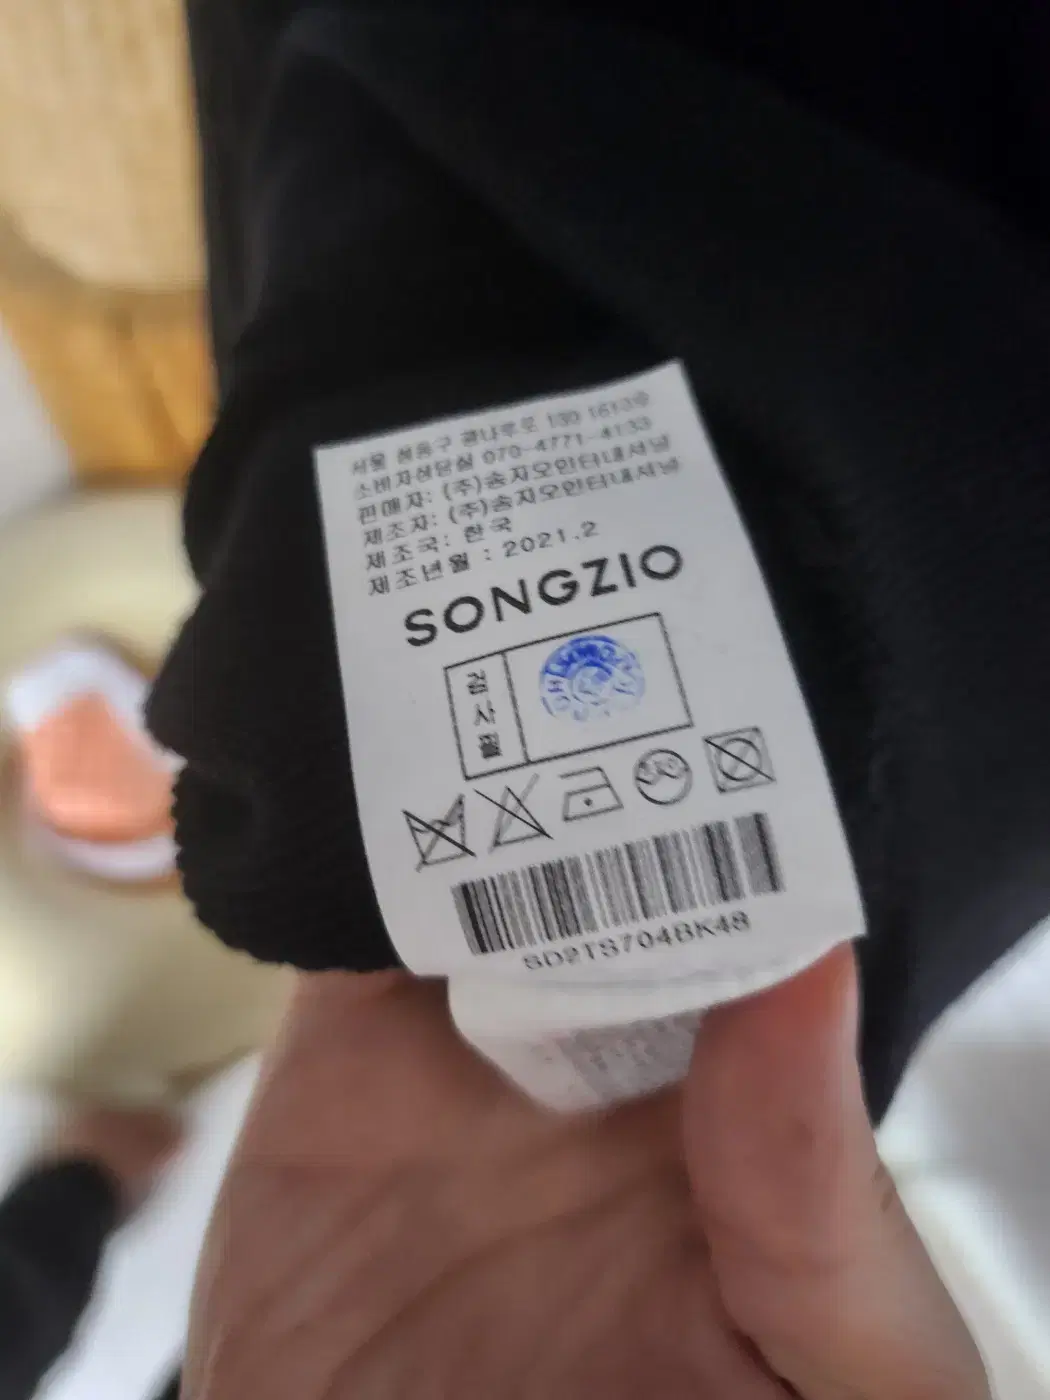 서울 성동구 광나루로 130 1613호
소비자상담실 070-4771-4133
판매자: (주)송지오인터내셔널
제조자: (주)송지오인터내셔널
제조국: 한국
제조년월 : 2021.2
SONGZIO
검사필
SD2TS704BK48